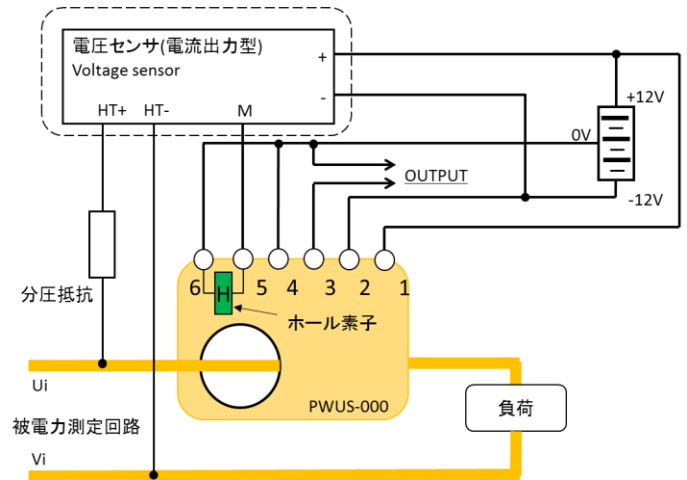 電圧センサ(電流出力型)
Voltage sensor
+
-
HT+
HT-
M
+12V
0V
-12V
OUTPUT
6
5
4
3
2
1
H
ホール素子
分圧抵抗
PWUS-000
Ui
被電力測定回路
Vi
負荷